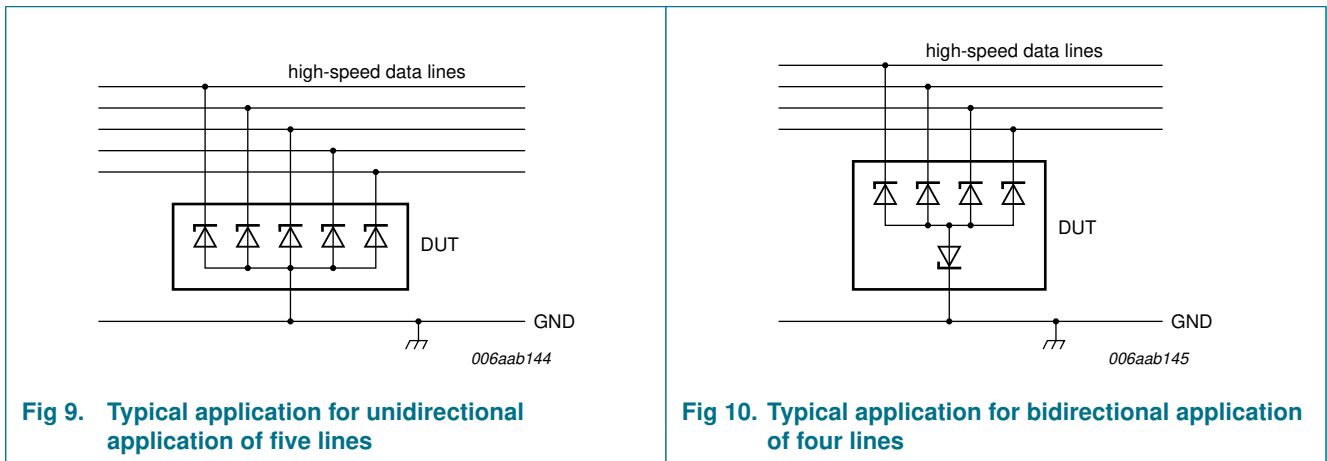 high-speed data lines
DUT
GND
006aab144
Fig 9. Typical application for unidirectional
application of five lines
high-speed data lines
DUT
GND
006aab145
Fig 10. Typical application for bidirectional application
of four lines